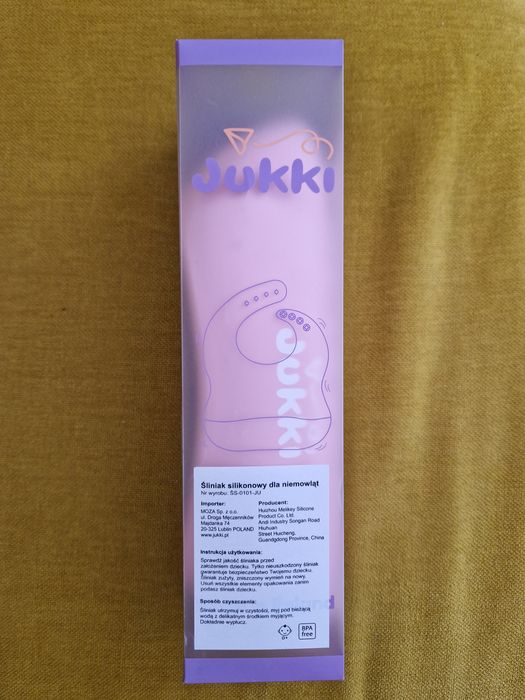 Jukki
Jukki
Śliniak silikonowy dla niemowląt
Nr wyrobu: ŚS-0101-JU
Importer:
MOZA Sp. z o.o.
ul. Droga Męczenników
Majdanka 74
20-325 Lublin POLAND
www.jukki.pl
Producent:
Huizhou Melikey Silicone
Product Co. Ltd.
Andi Industry Songan Road
Hiuhuan
Street Huicheng,
Guangdgong Province, China
Instrukcja użytkowania:
Sprawdź jakość śliniaka przed
założeniem dziecku. Tylko nieuszkodzony śliniak
gwarantuje bezpieczeństwo Twojemu dziecku.
Śliniak zużyty, zniszczony wymień na nowy.
Usuń wszystkie elementy opakowania zanim
podasz śliniak dziecku.
Sposób czyszczenia:
Śliniak utrzymuj w czystości, myj pod bieżącą
wodą z delikatnym środkiem myjącym.
Dokładnie wypłucz.
0+
BPA
free